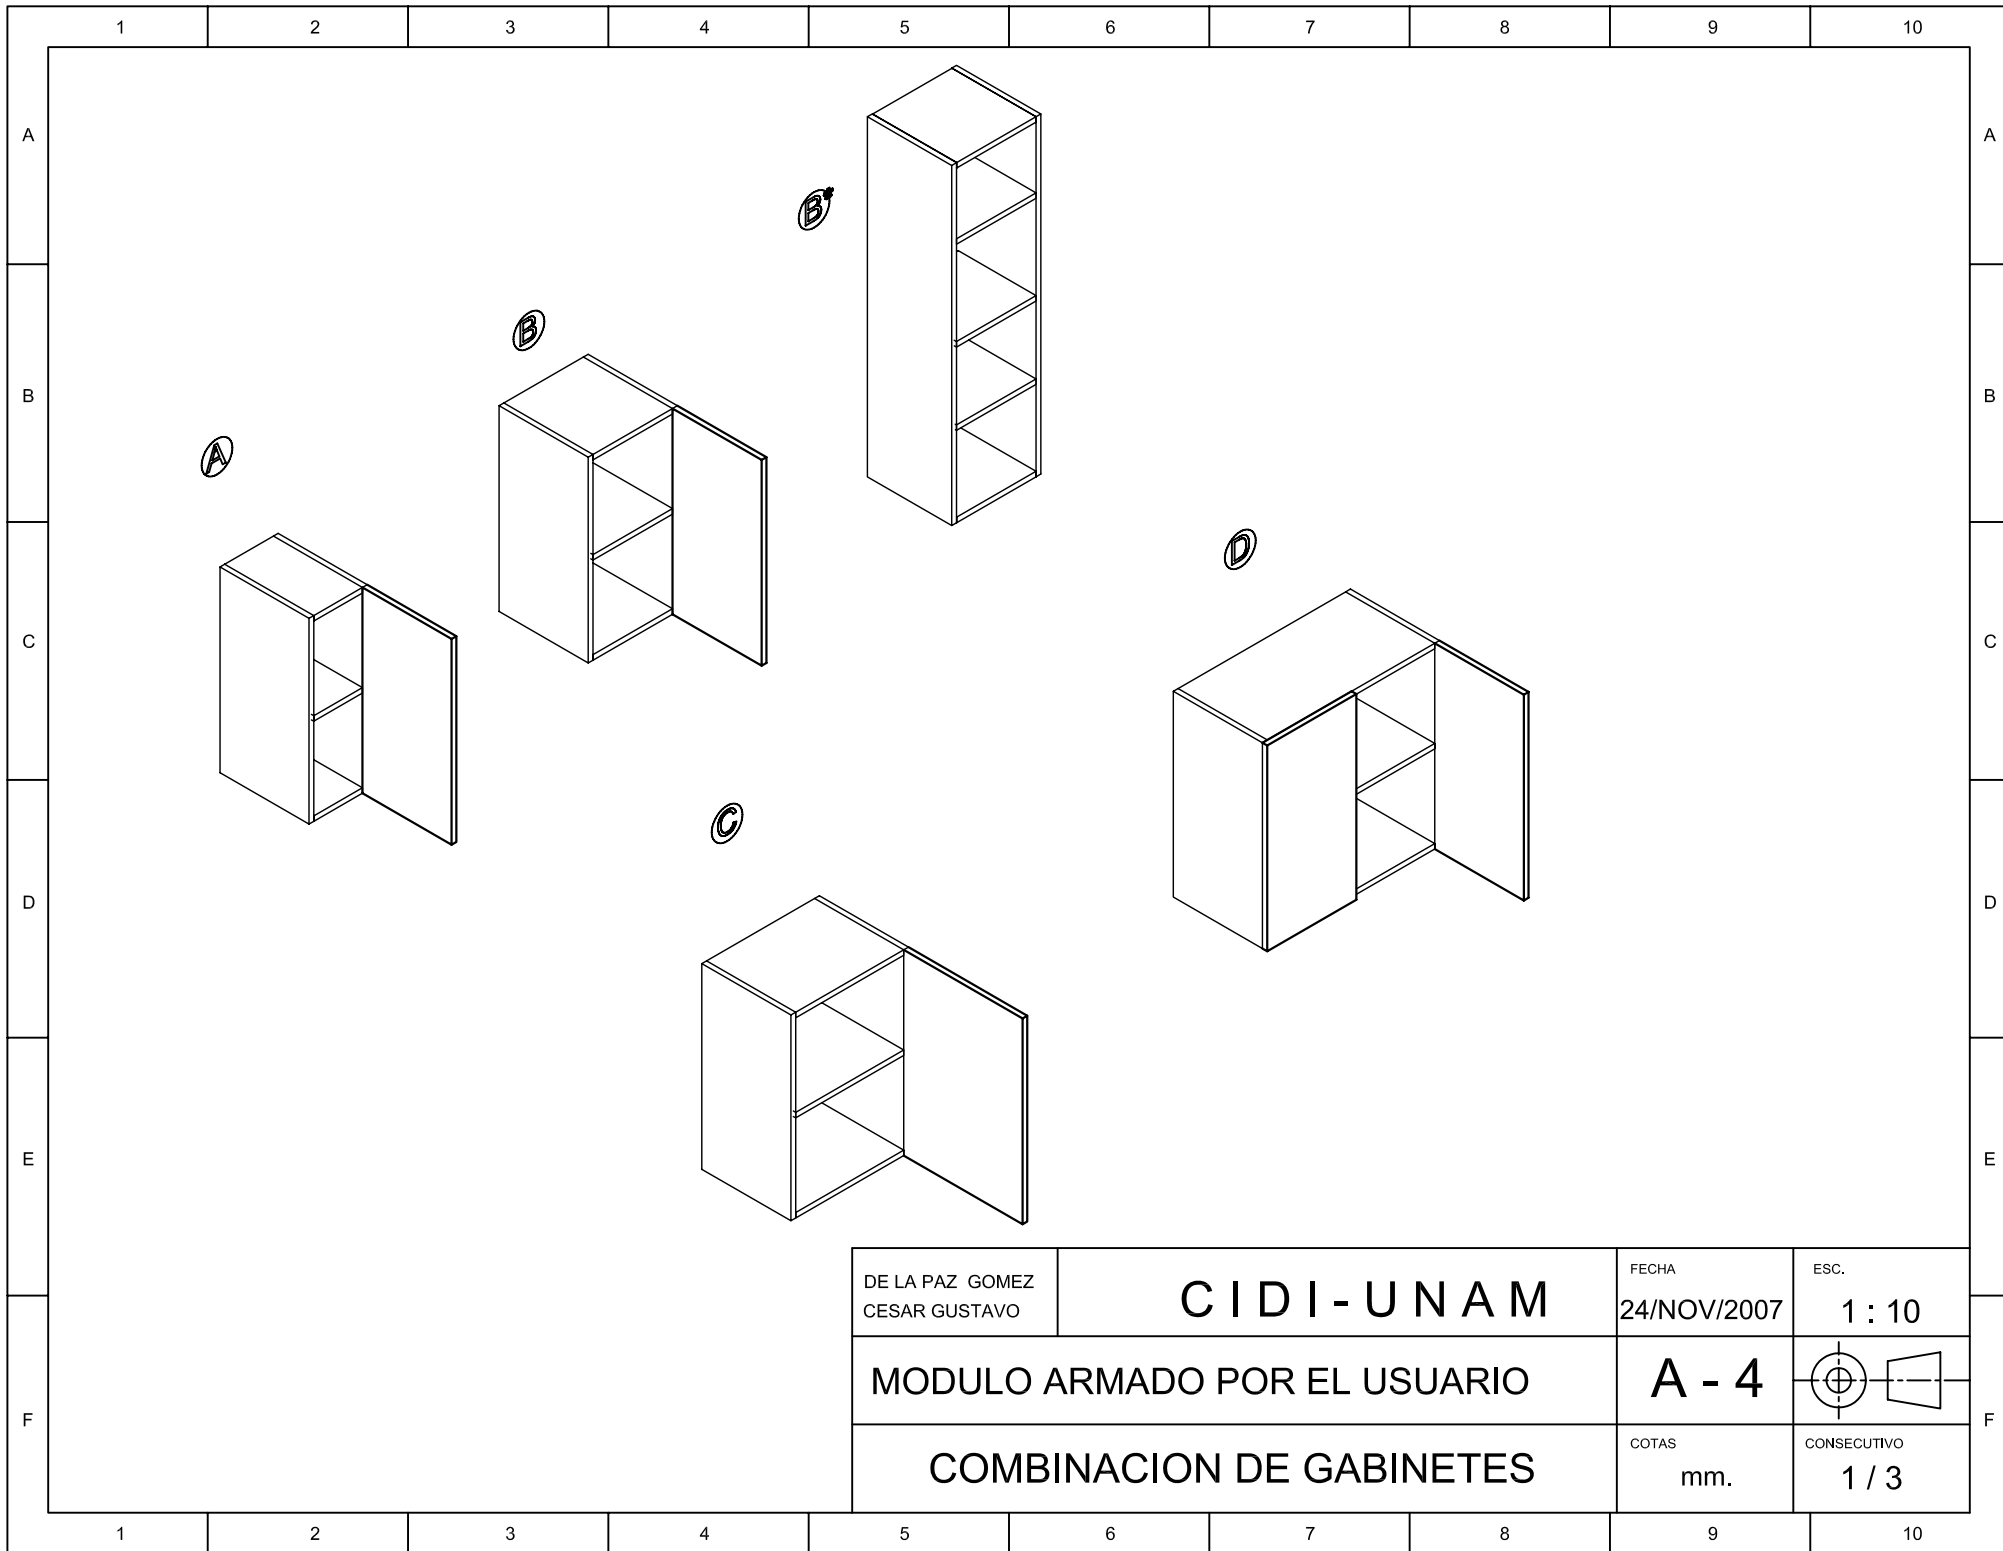 1 2 3 4 5 6 7 8 9 10
A A
B*
B
B B
A
D
C C
C
D D
E E
DE LA PAZ GOMEZ
CESAR GUSTAVO
CIDI-UNAM
FECHA
24/NOV/2007
ESC.
1 : 10
MODULO ARMADO POR EL USUARIO
A - 4
F F
COMBINACION DE GABINETES
COTAS
mm.
CONSECUTIVO
1 / 3
1 2 3 4 5 6 7 8 9 10